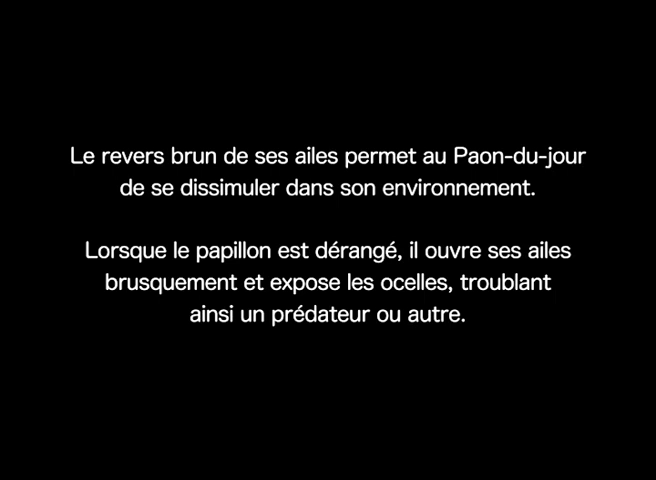 Le revers brun de ses ailes permet au Paon-du-jour
de se dissimuler dans son environnement.
Lorsque le papillon est dérangé, il ouvre ses ailes
brusquement et expose les ocelles, troublant
ainsi un prédateur ou autre.